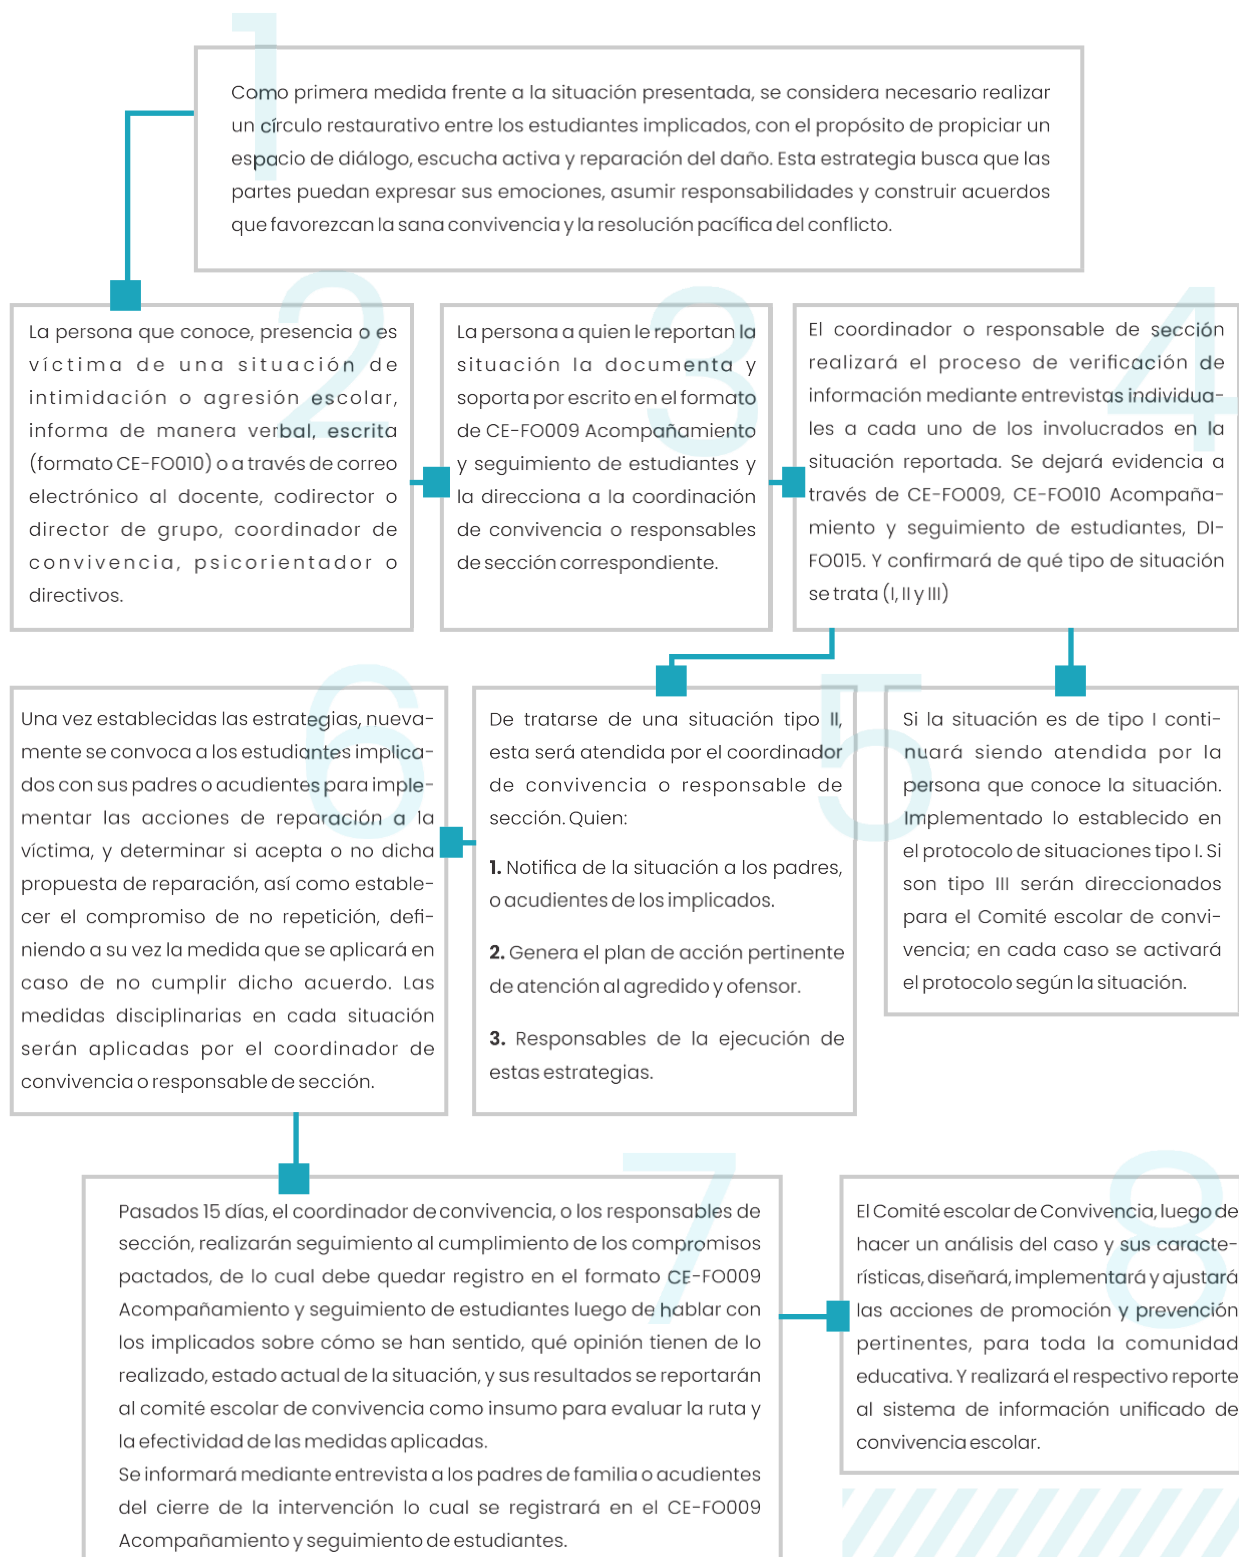 1
Como primera medida frente a la situación presentada, se considera necesario realizar
un círculo restaurativo entre los estudiantes implicados, con el propósito de propiciar un
espacio de diálogo, escucha activa y reparación del daño. Esta estrategia busca que las
partes puedan expresar sus emociones, asumir responsabilidades y construir acuerdos
que favorezcan la sana convivencia y la resolución pacífica del conflicto.
2
La persona que conoce, presencia o es
víctima de una situación de
intimidación o agresión escolar,
informa de manera verbal, escrita
(formato CE-FO010) o a través de correo
electrónico al docente, codirector o
director de grupo, coordinador de
convivencia, psicorientador o
directivos.
3
La persona a quien le reportan la
situación la documenta y
soporta por escrito en el formato
de CE-FO009 Acompañamiento
y seguimiento de estudiantes y
la direcciona a la coordinación
de convivencia o responsables
de sección correspondiente.
4
El coordinador o responsable de sección
realizará el proceso de verificación de
información mediante entrevistas individua-
les a cada uno de los involucrados en la
situación reportada. Se dejará evidencia a
través de CE-FO009, CE-FO010 Acompaña-
miento y seguimiento de estudiantes, DI-
FO015. Y confirmará de qué tipo de situación
se trata (I, II y III)
5
De tratarse de una situación tipo II,
esta será atendida por el coordinador
de convivencia o responsable de
sección. Quien:
1. Notifica de la situación a los padres,
o acudientes de los implicados.
2. Genera el plan de acción pertinente
de atención al agredido y ofensor.
3. Responsables de la ejecución de
estas estrategias.
Si la situación es de tipo I conti-
nuará siendo atendida por la
persona que conoce la situación.
Implementado lo establecido en
el protocolo de situaciones tipo I. Si
son tipo III serán direccionados
para el Comité escolar de convi-
vencia; en cada caso se activará
el protocolo según la situación.
6
Una vez establecidas las estrategias, nueva-
mente se convoca a los estudiantes implica-
dos con sus padres o acudientes para imple-
mentar las acciones de reparación a la
víctima, y determinar si acepta o no dicha
propuesta de reparación, así como estable-
cer el compromiso de no repetición, defi-
niendo a su vez la medida que se aplicará en
caso de no cumplir dicho acuerdo. Las
medidas disciplinarias en cada situación
serán aplicadas por el coordinador de
convivencia o responsable de sección.
7
Pasados 15 días, el coordinador de convivencia, o los responsables de
sección, realizarán seguimiento al cumplimiento de los compromisos
pactados, de lo cual debe quedar registro en el formato CE-FO009
Acompañamiento y seguimiento de estudiantes luego de hablar con
los implicados sobre cómo se han sentido, qué opinión tienen de lo
realizado, estado actual de la situación, y sus resultados se reportarán
al comité escolar de convivencia como insumo para evaluar la ruta y
la efectividad de las medidas aplicadas.
Se informará mediante entrevista a los padres de familia o acudientes
del cierre de la intervención lo cual se registrará en el CE-FO009
Acompañamiento y seguimiento de estudiantes.
8
El Comité escolar de Convivencia, luego de
hacer un análisis del caso y sus caracte-
rísticas, diseñará, implementará y ajustará
las acciones de promoción y prevención
pertinentes, para toda la comunidad
educativa. Y realizará el respectivo reporte
al sistema de información unificado de
convivencia escolar.